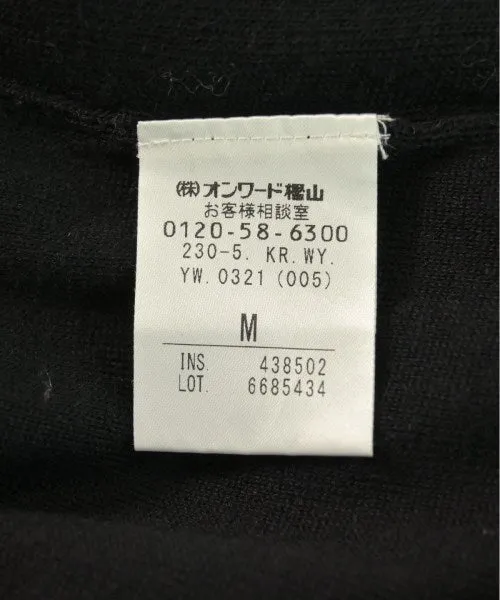 (株)オンワード樫山
お客様相談室
0120-58-6300
230-5. KR.WY.
YW.0321(005)
M
INS. 438502
LOT. 6685434